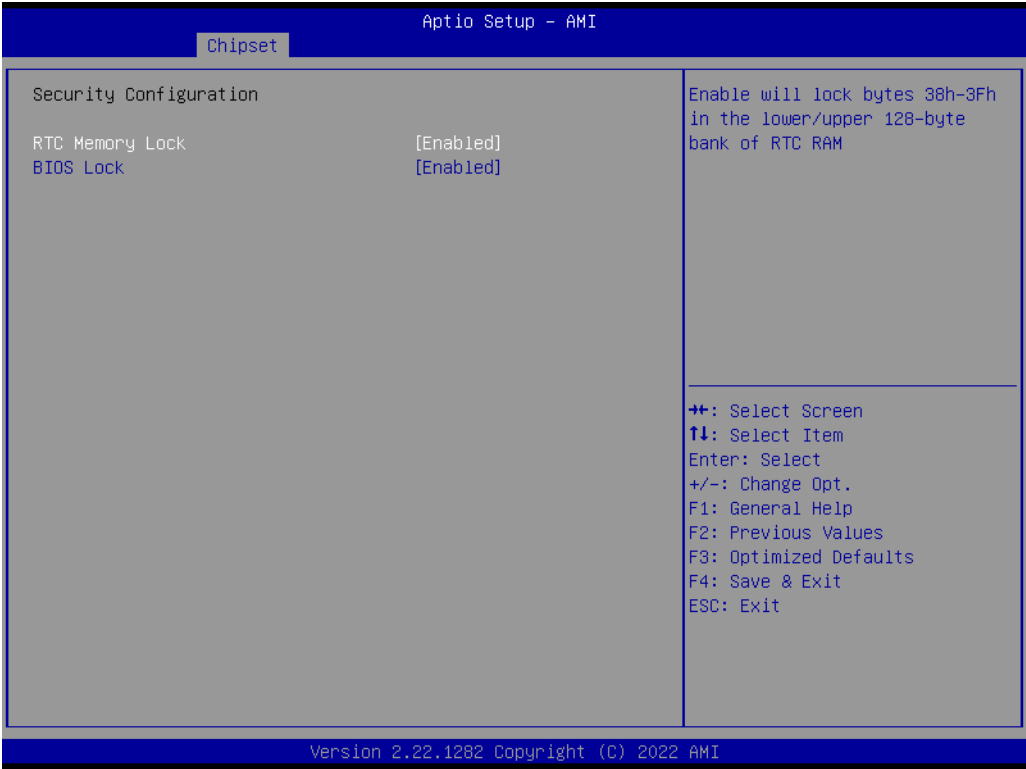 Aptio Setup - AMI
Chipset
Security Configuration
RTC Memory Lock [Enabled]
BIOS Lock [Enabled]
Enable will lock bytes 38h-3Fh
in the lower/upper 128-byte
bank of RTC RAM
→←: Select Screen
↑↓: Select Item
Enter: Select
+/-: Change Opt.
F1: General Help
F2: Previous Values
F3: Optimized Defaults
F4: Save & Exit
ESC: Exit
Version 2.22.1282 Copyright (C) 2022 AMI